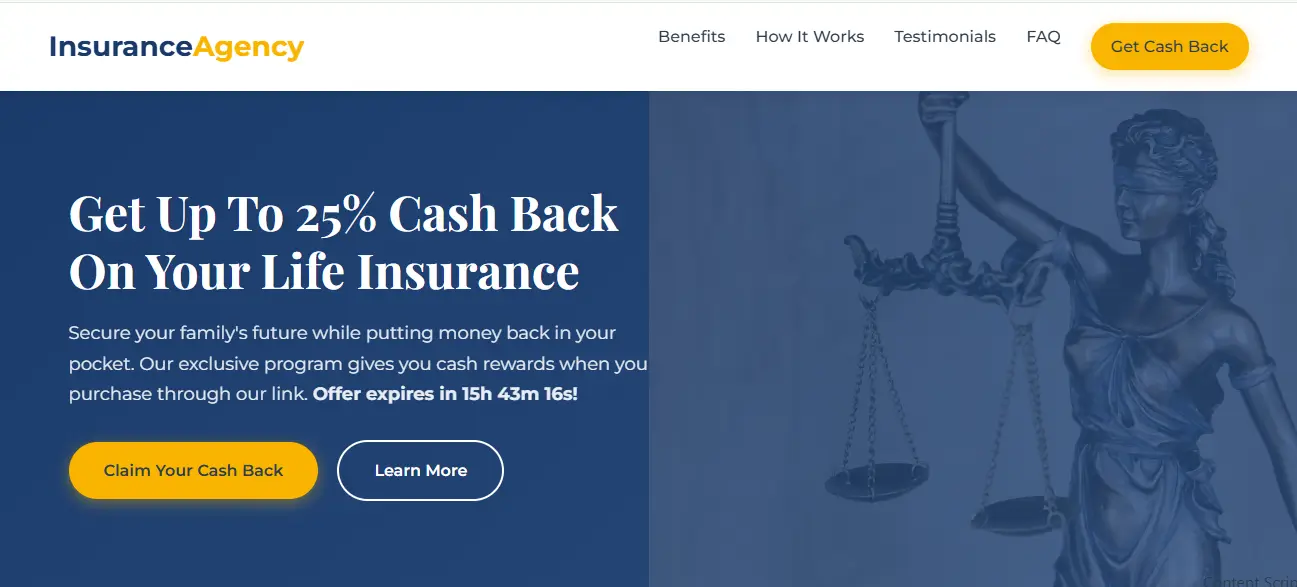 InsuranceAgency
Benefits How It Works Testimonials FAQ Get Cash Back
Get Up To 25% Cash Back
On Your Life Insurance
Secure your family's future while putting money back in your
pocket. Our exclusive program gives you cash rewards when you
purchase through our link. Offer expires in 15h 43m 16s!
Claim Your Cash Back Learn More
Content Scrip